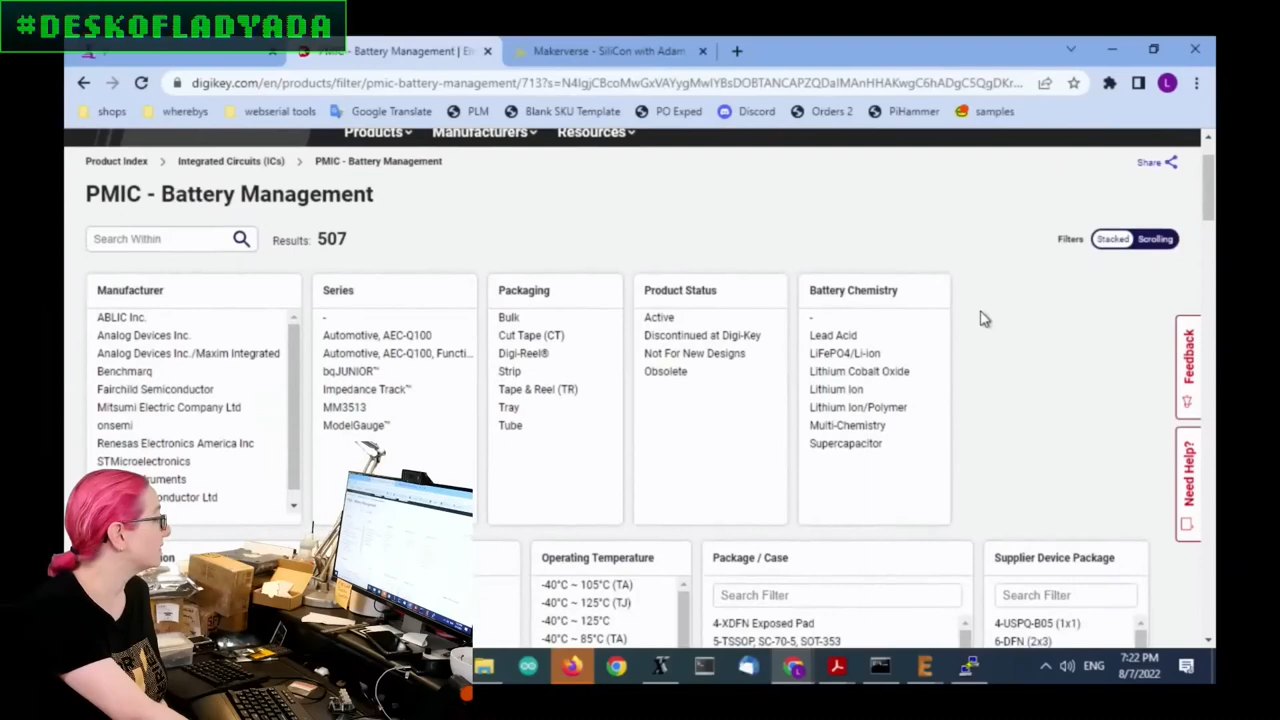 #DESKOFLADYADA
PMIC - Battery Management | El
Makerverse - SiliCon with Adam
digikey.com/en/products/filter/pmic-battery-management/713?s=
shops
wherebys
webserial tools
Google Translate
PLM
Blank SKU Template
PO Exped
Discord
Orders 2
PiHammer
samples
Products
Manufacturers
Resources
Product Index > Integrated Circuits (ICs) > PMIC - Battery Management
Share
PMIC - Battery Management
Search Within
Results: 507
Filters
Stacked
Scrolling
Manufacturer
ABLIC Inc.
Analog Devices Inc.
Analog Devices Inc./Maxim Integrated
Benchmarq
Fairchild Semiconductor
Mitsumi Electric Company Ltd
onsemi
Renesas Electronics America Inc
STMicroelectronics
struments
conductor Ltd
Series
-
Automotive, AEC-Q100
Automotive, AEC-Q100, Functi...
bqJUNIOR™
Impedance Track™
MM3513
ModelGauge™
Packaging
Bulk
Cut Tape (CT)
Digi-Reel®
Strip
Tape & Reel (TR)
Tray
Tube
Product Status
Active
Discontinued at Digi-Key
Not For New Designs
Obsolete
Battery Chemistry
-
Lead Acid
LiFePO4/Li-ion
Lithium Cobalt Oxide
Lithium Ion
Lithium Ion/Polymer
Multi-Chemistry
Supercapacitor
Feedback
Need Help?
Operating Temperature
-40°C ~ 105°C (TA)
-40°C ~ 125°C (TJ)
-40°C ~ 125°C
-40°C ~ 85°C (TA)
Package / Case
Search Filter
4-XDFN Exposed Pad
5-TSSOP, SC-70-5, SOT-353
Supplier Device Package
Search Filter
4-USPQ-B05 (1x1)
6-DFN (2x3)
ENG
7:22 PM
8/7/2022